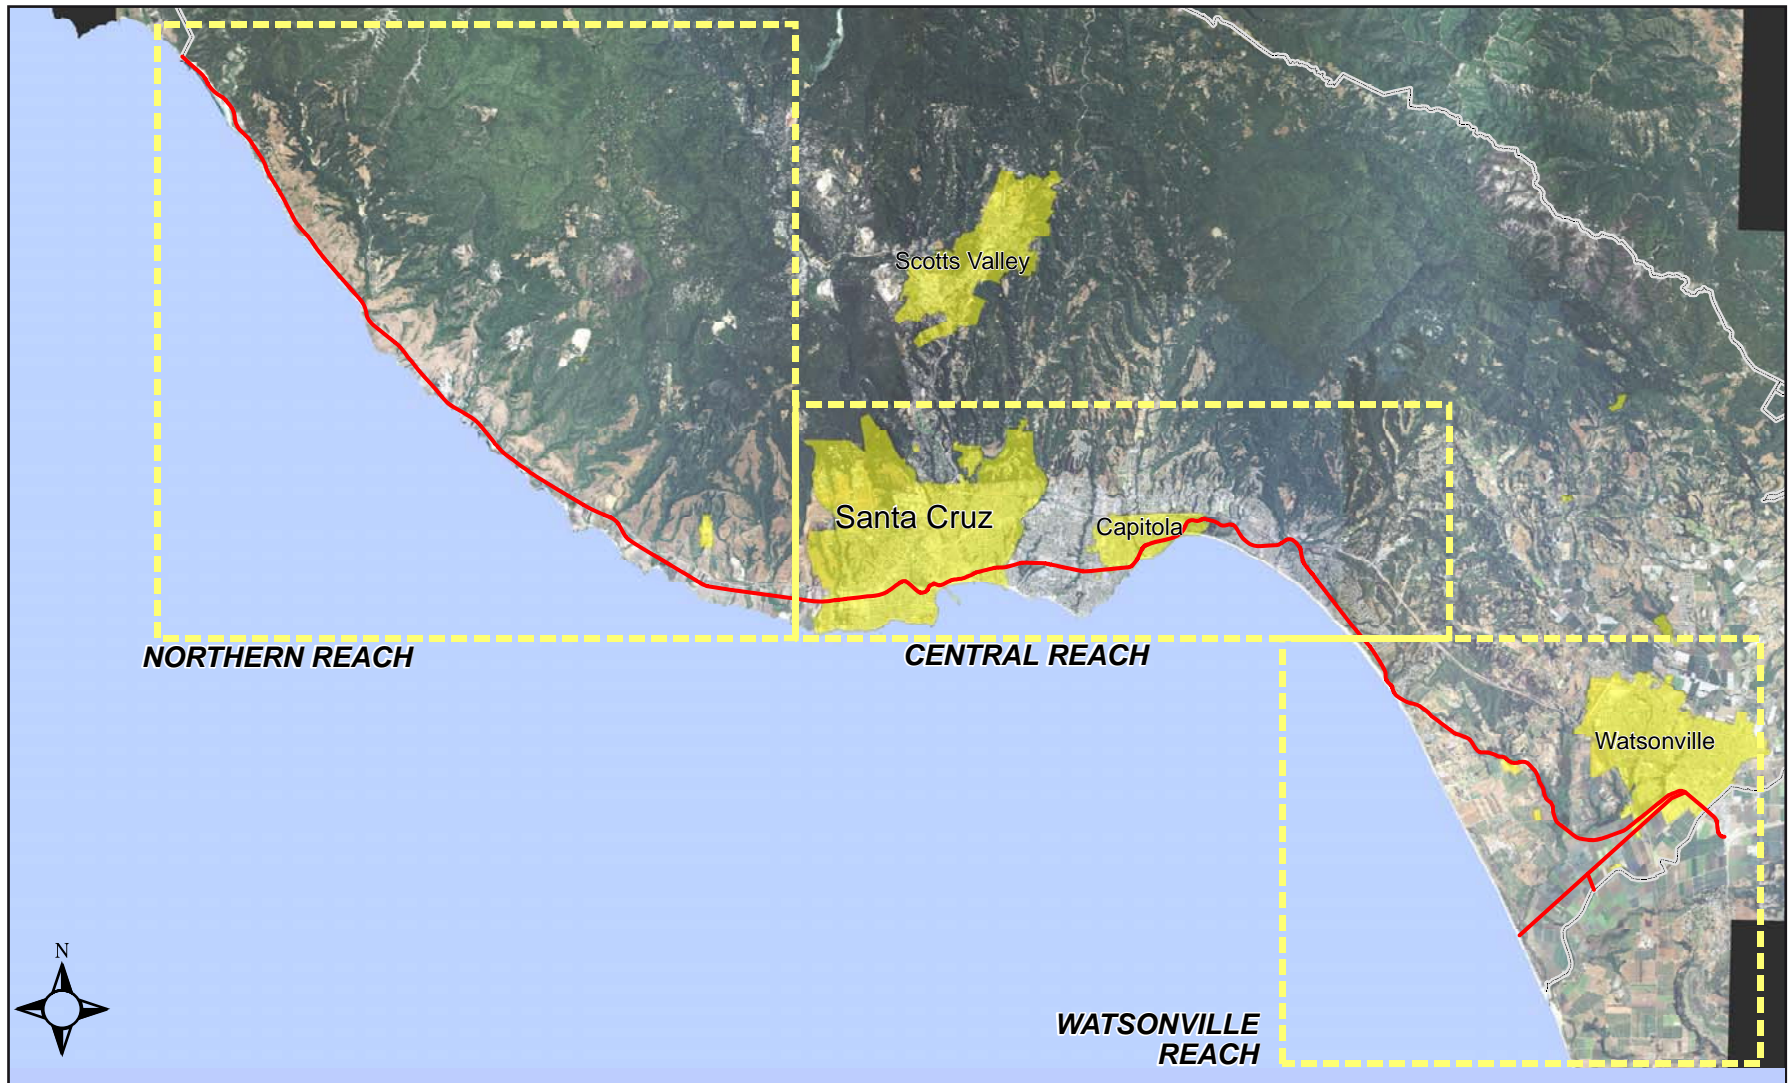 Scotts Valley
Santa Cruz
Capitola
NORTHERN REACH
CENTRAL REACH
Watsonville
N
WATSONVILLE
REACH